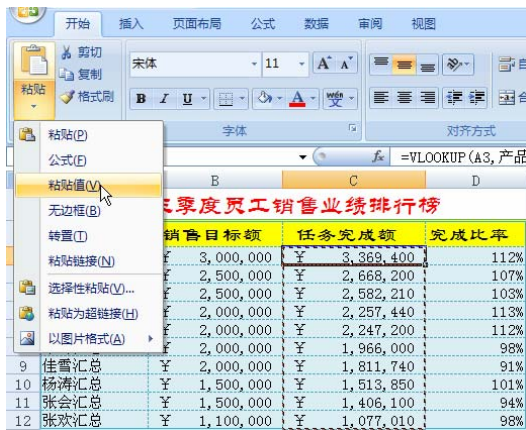 开始 插入 页面布局 公式 数据 审阅 视图
剪切
复制
格式刷
粘贴
宋体 11 A A
B I U A wén 文
字体 对齐方式
=VLOOKUP(A3,产品
粘贴(P)
公式(F)
粘贴值(V)
无边框(B)
转置(T)
粘贴链接(N)
选择性粘贴(V)...
粘贴为超链接(H)
以图片格式(A)
B C D
三季度员工销售业绩排行榜
销售目标额 任务完成额 完成比率
¥ 3,000,000 ¥ 3,369,400 112%
¥ 2,500,000 ¥ 2,668,200 107%
¥ 2,500,000 ¥ 2,582,210 103%
¥ 2,000,000 ¥ 2,257,440 113%
¥ 2,000,000 ¥ 2,247,200 112%
¥ 2,000,000 ¥ 1,966,000 98%
9 佳雪汇总 ¥ 2,000,000 ¥ 1,811,740 91%
10 杨涛汇总 ¥ 1,500,000 ¥ 1,513,850 101%
11 张会汇总 ¥ 1,500,000 ¥ 1,406,100 94%
12 张欢汇总 ¥ 1,100,000 ¥ 1,077,010 98%